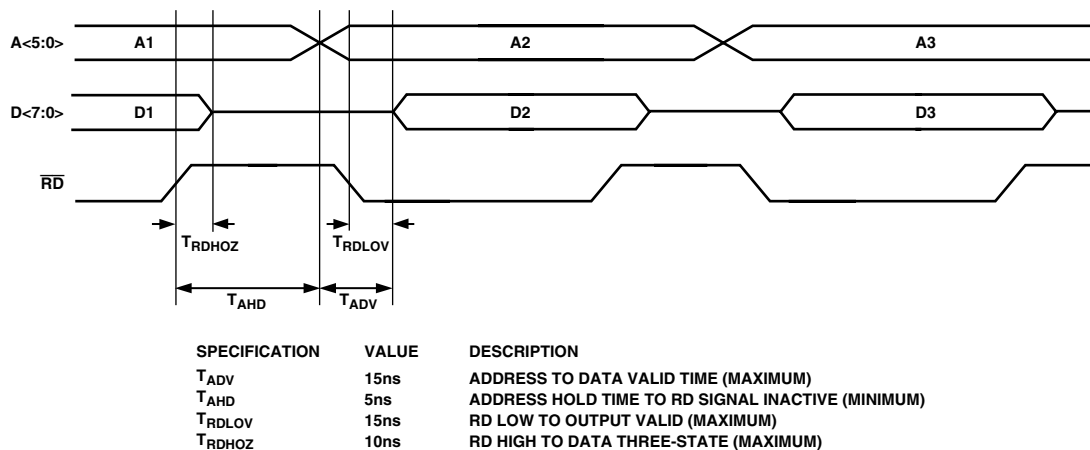 A<5:0> A1 A2 A3
D<7:0> D1 D2 D3
RD
TRDHOZ TRDLOV
TAHD TADV
SPECIFICATION VALUE DESCRIPTION
TADV 15ns ADDRESS TO DATA VALID TIME (MAXIMUM)
TAHD 5ns ADDRESS HOLD TIME TO RD SIGNAL INACTIVE (MINIMUM)
TRDLOV 15ns RD LOW TO OUTPUT VALID (MAXIMUM)
TRDHOZ 10ns RD HIGH TO DATA THREE-STATE (MAXIMUM)